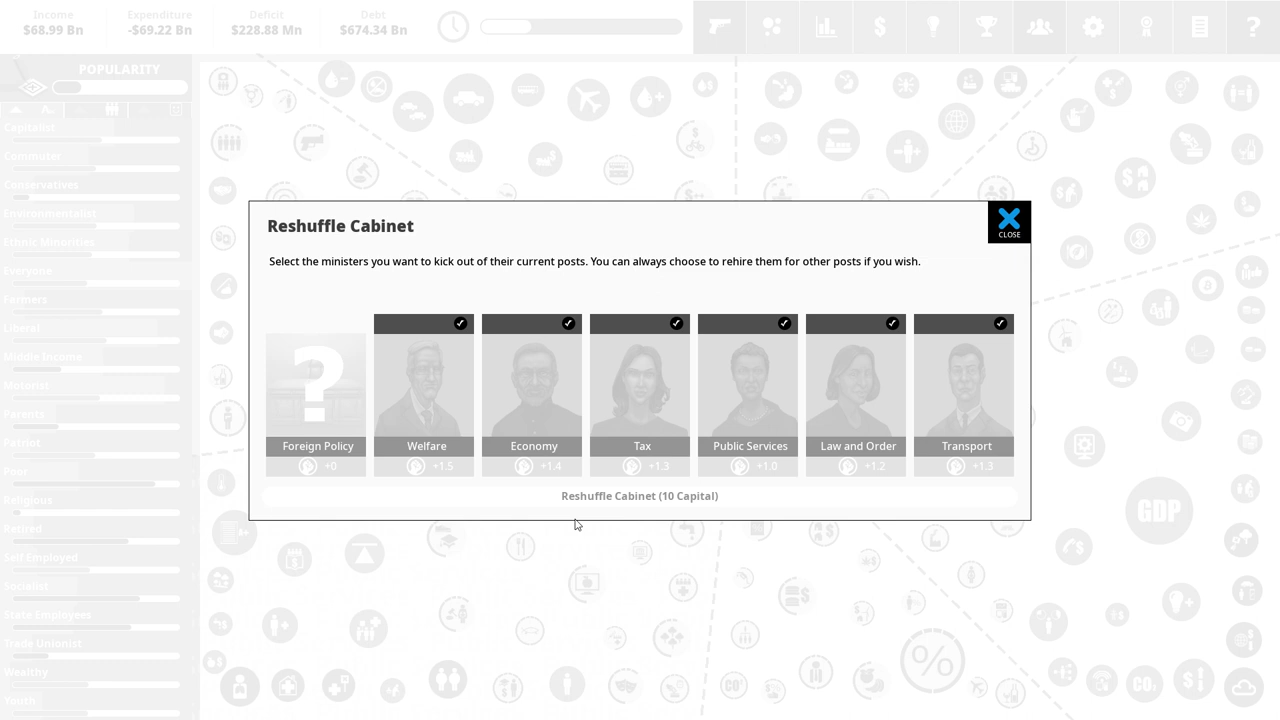 Income Expenditure Deficit Debt
$68.99 Bn -$69.22 Bn $228.88 Mn $674.34 Bn
POPULARITY
Capitalist
Commuter
Conservatives
Environmentalist
Ethnic Minorities
Everyone
Farmers
Liberal
Middle Income
Motorist
Parents
Patriot
Poor
Religious
Retired
Self Employed
Socialist
State Employees
Trade Unionist
Wealthy
Youth
Reshuffle Cabinet
CLOSE
Select the ministers you want to kick out of their current posts. You can always choose to rehire them for other posts if you wish.
Foreign Policy Welfare Economy Tax Public Services Law and Order Transport
+0 +1.5 +1.4 +1.3 +1.0 +1.2 +1.3
Reshuffle Cabinet (10 Capital)
GDP
CO₂
CO₂